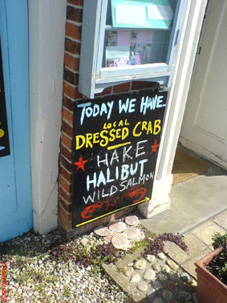 TODAY WE HAVE
LOCAL
DRESSED CRAB
HAKE
HALIBUT
WILD SALMON